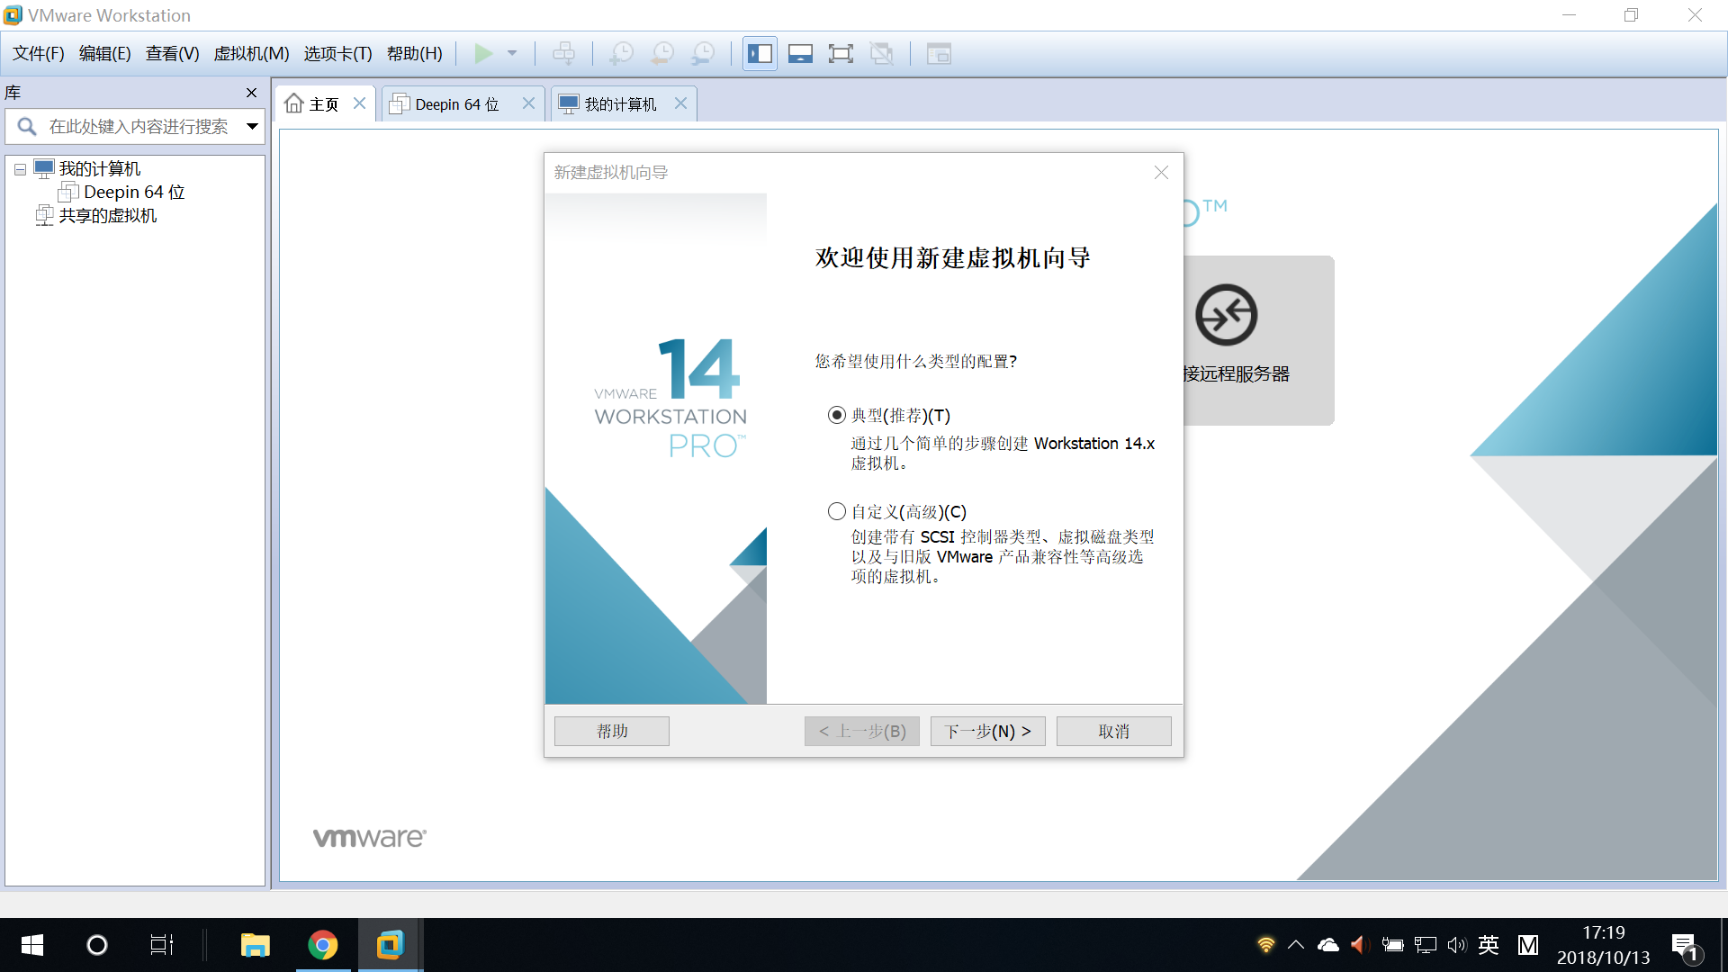 VMware Workstation
文件(F) 编辑(E) 查看(V) 虚拟机(M) 选项卡(T) 帮助(H)
库
在此处键入内容进行搜索
我的计算机
Deepin 64 位
共享的虚拟机
主页
Deepin 64 位
我的计算机
新建虚拟机向导
VMWARE 14
WORKSTATION
PRO™
欢迎使用新建虚拟机向导
您希望使用什么类型的配置?
典型(推荐)(T)
通过几个简单的步骤创建 Workstation 14.x
虚拟机。
自定义(高级)(C)
创建带有 SCSI 控制器类型、虚拟磁盘类型
以及与旧版 VMware 产品兼容性等高级选
项的虚拟机。
帮助
< 上一步(B)
下一步(N) >
取消
O™
接远程服务器
vmware®
英
M
17:19
2018/10/13
1